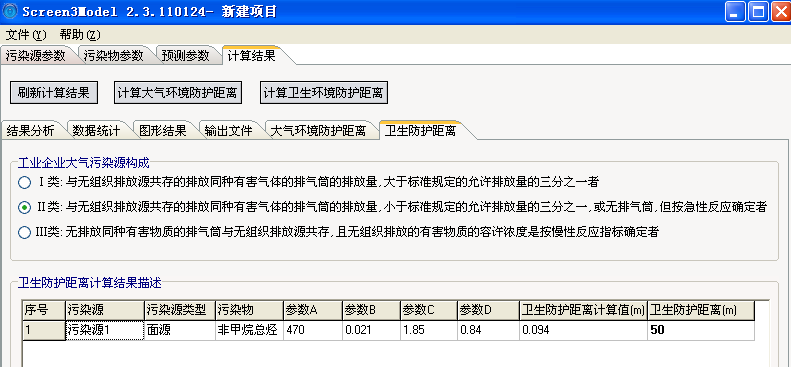 Screen3Model 2.3.110124- 新建项目
文件(Y) 帮助(Z)
污染源参数 污染物参数 预测参数 计算结果
刷新计算结果 计算大气环境防护距离 计算卫生环境防护距离
结果分析 数据统计 图形结果 输出文件 大气环境防护距离 卫生防护距离
工业企业大气污染源构成
I 类: 与无组织排放源共存的排放同种有害气体的排气筒的排放量,大于标准规定的允许排放量的三分之一者
II类: 与无组织排放源共存的排放同种有害气体的排气筒的排放量,小于标准规定的允许排放量的三分之一,或无排气筒,但按急性反应确定者
III类: 无排放同种有害物质的排气筒与无组织排放源共存,且无组织排放的有害物质的容许浓度是按慢性反应指标确定者
卫生防护距离计算结果描述
序号 污染源 污染源类型 污染物 参数A 参数B 参数C 参数D 卫生防护距离计算值(m) 卫生防护距离(m)
1 污染源1 面源 非甲烷总烃 470 0.021 1.85 0.84 0.094 50